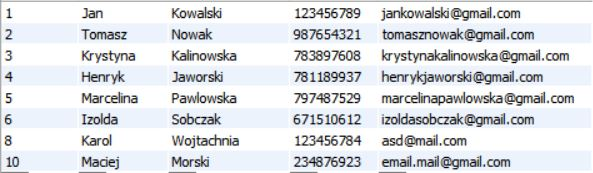 1 Jan Kowalski 123456789 jankowalski@gmail.com
2 Tomasz Nowak 987654321 tomasznowak@gmail.com
3 Krystyna Kalinowska 783897608 krystynakalinowska@gmail.com
4 Henryk Jaworski 781189937 henrykjaworski@gmail.com
5 Marcelina Pawlowska 797487529 marcelinapawlowska@gmail.com
6 Izolda Sobczak 671510612 izoldasobczak@gmail.com
8 Karol Wojtachnia 123456784 asd@mail.com
10 Maciej Morski 234876923 email.mail@gmail.com